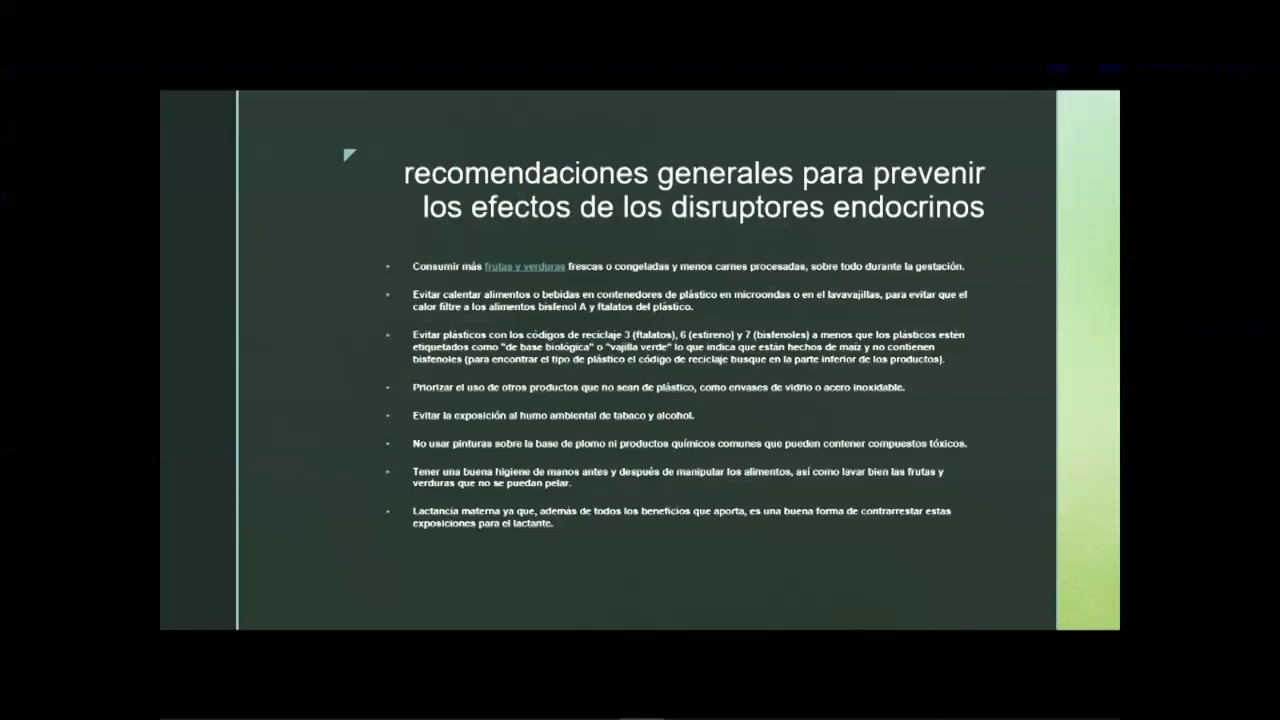 recomendaciones generales para prevenir
los efectos de los disruptores endocrinos
Consumir más frutas y verduras frescas o congeladas y menos carnes procesadas, sobre todo durante la gestación.
Evitar calentar alimentos o bebidas en contenedores de plástico en microondas o en el lavavajillas, para evitar que el
calor filtre a los alimentos bisfenol A y ftalatos del plástico.
Evitar plásticos con los códigos de reciclaje 3 (ftalatos), 6 (estireno) y 7 (bisfenoles) a menos que los plásticos estén
etiquetados como "de base biológica" o "vajilla verde" lo que indica que están hechos de maíz y no contienen
bisfenoles (para encontrar el tipo de plástico el código de reciclaje busque en la parte inferior de los productos).
Priorizar el uso de otros productos que no sean de plástico, como envases de vidrio o acero inoxidable.
Evitar la exposición al humo ambiental de tabaco y alcohol.
No usar pinturas sobre la base de plomo ni productos químicos comunes que pueden contener compuestos tóxicos.
Tener una buena higiene de manos antes y después de manipular los alimentos, así como lavar bien las frutas y
verduras que no se puedan pelar.
Lactancia materna ya que, además de todos los beneficios que aporta, es una buena forma de contrarrestar estas
exposiciones para el lactante.